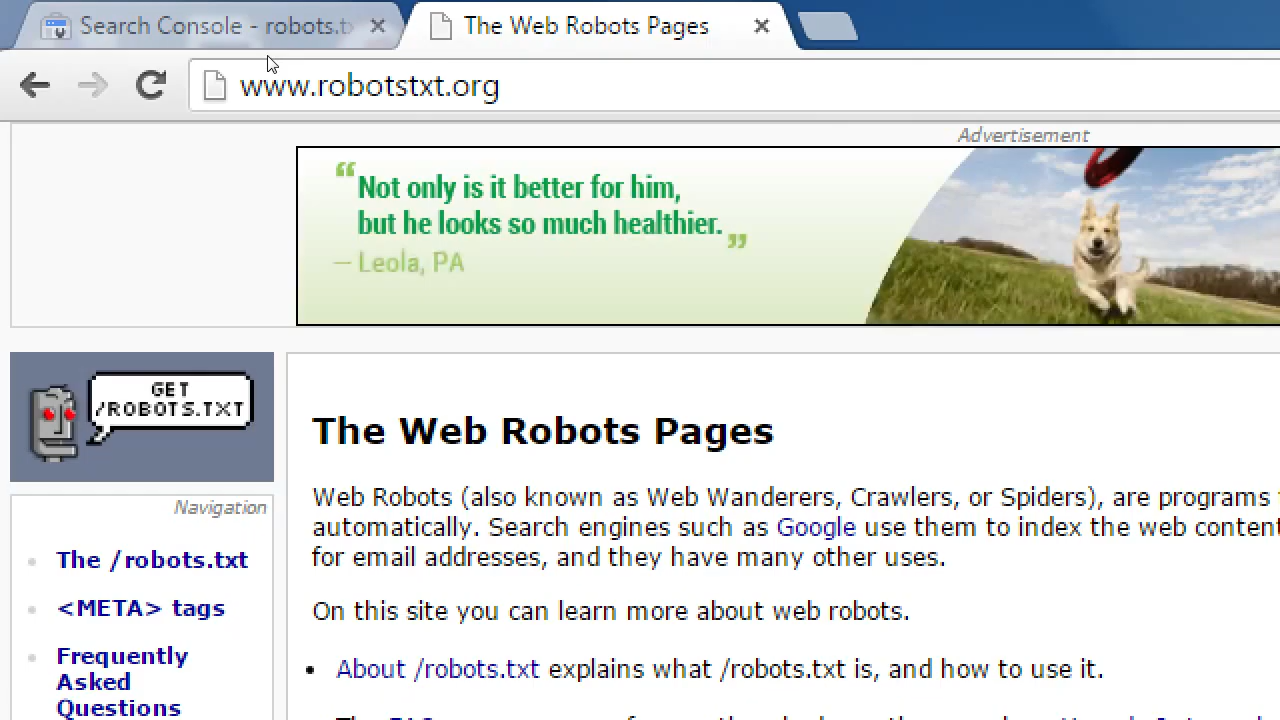 Search Console - robots.t
The Web Robots Pages
www.robotstxt.org
Advertisement
“Not only is it better for him,
but he looks so much healthier.”
— Leola, PA
GET
/ROBOTS.TXT
Navigation
The /robots.txt
<META> tags
Frequently
Asked
Questions
The Web Robots Pages
Web Robots (also known as Web Wanderers, Crawlers, or Spiders), are programs
automatically. Search engines such as Google use them to index the web content
for email addresses, and they have many other uses.
On this site you can learn more about web robots.
• About /robots.txt explains what /robots.txt is, and how to use it.